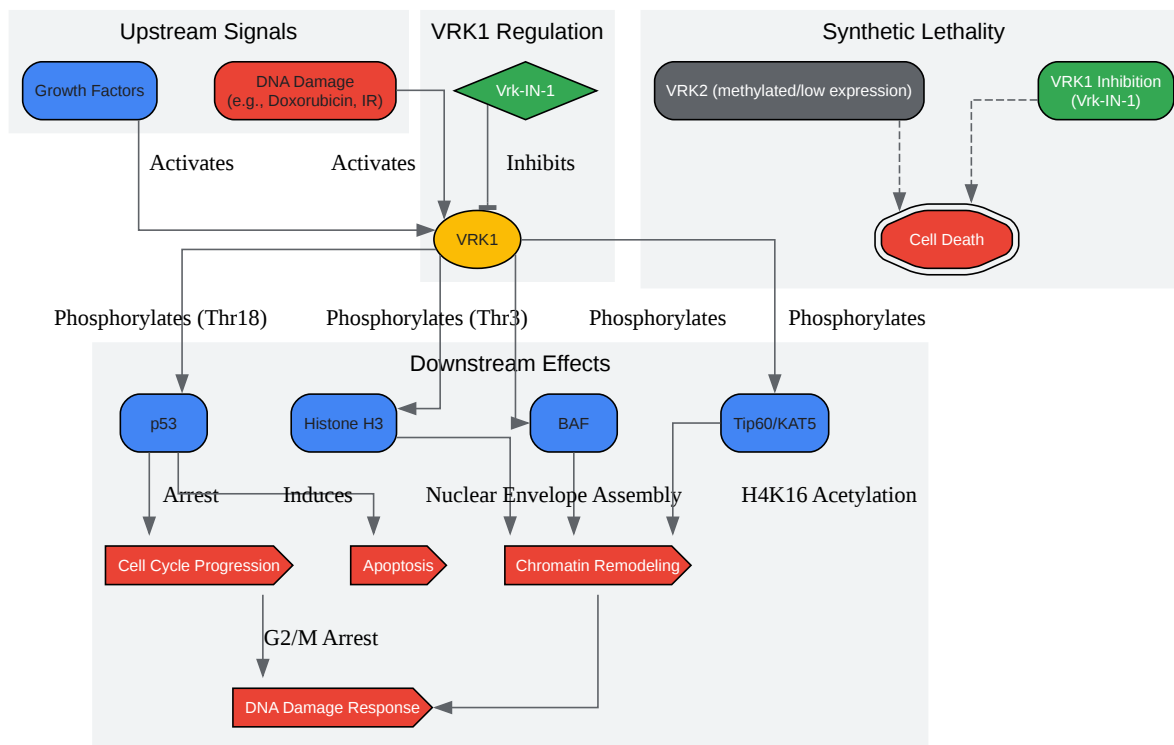 Upstream Signals
VRK1 Regulation
Synthetic Lethality
Growth Factors
DNA Damage
(e.g., Doxorubicin, IR)
Vrk-IN-1
VRK2 (methylated/low expression)
VRK1 Inhibition
(Vrk-IN-1)
Activates
Activates
Inhibits
VRK1
Cell Death
Phosphorylates (Thr18)
Phosphorylates (Thr3)
Phosphorylates
Phosphorylates
Downstream Effects
p53
Histone H3
BAF
Tip60/KAT5
Arrest
Induces
Nuclear Envelope Assembly
H4K16 Acetylation
Cell Cycle Progression
Apoptosis
Chromatin Remodeling
G2/M Arrest
DNA Damage Response